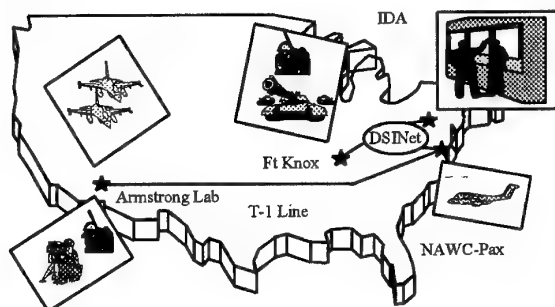 IDA
DSINet
Ft Knox
Armstrong Lab
T-1 Line
NAWC-Pax